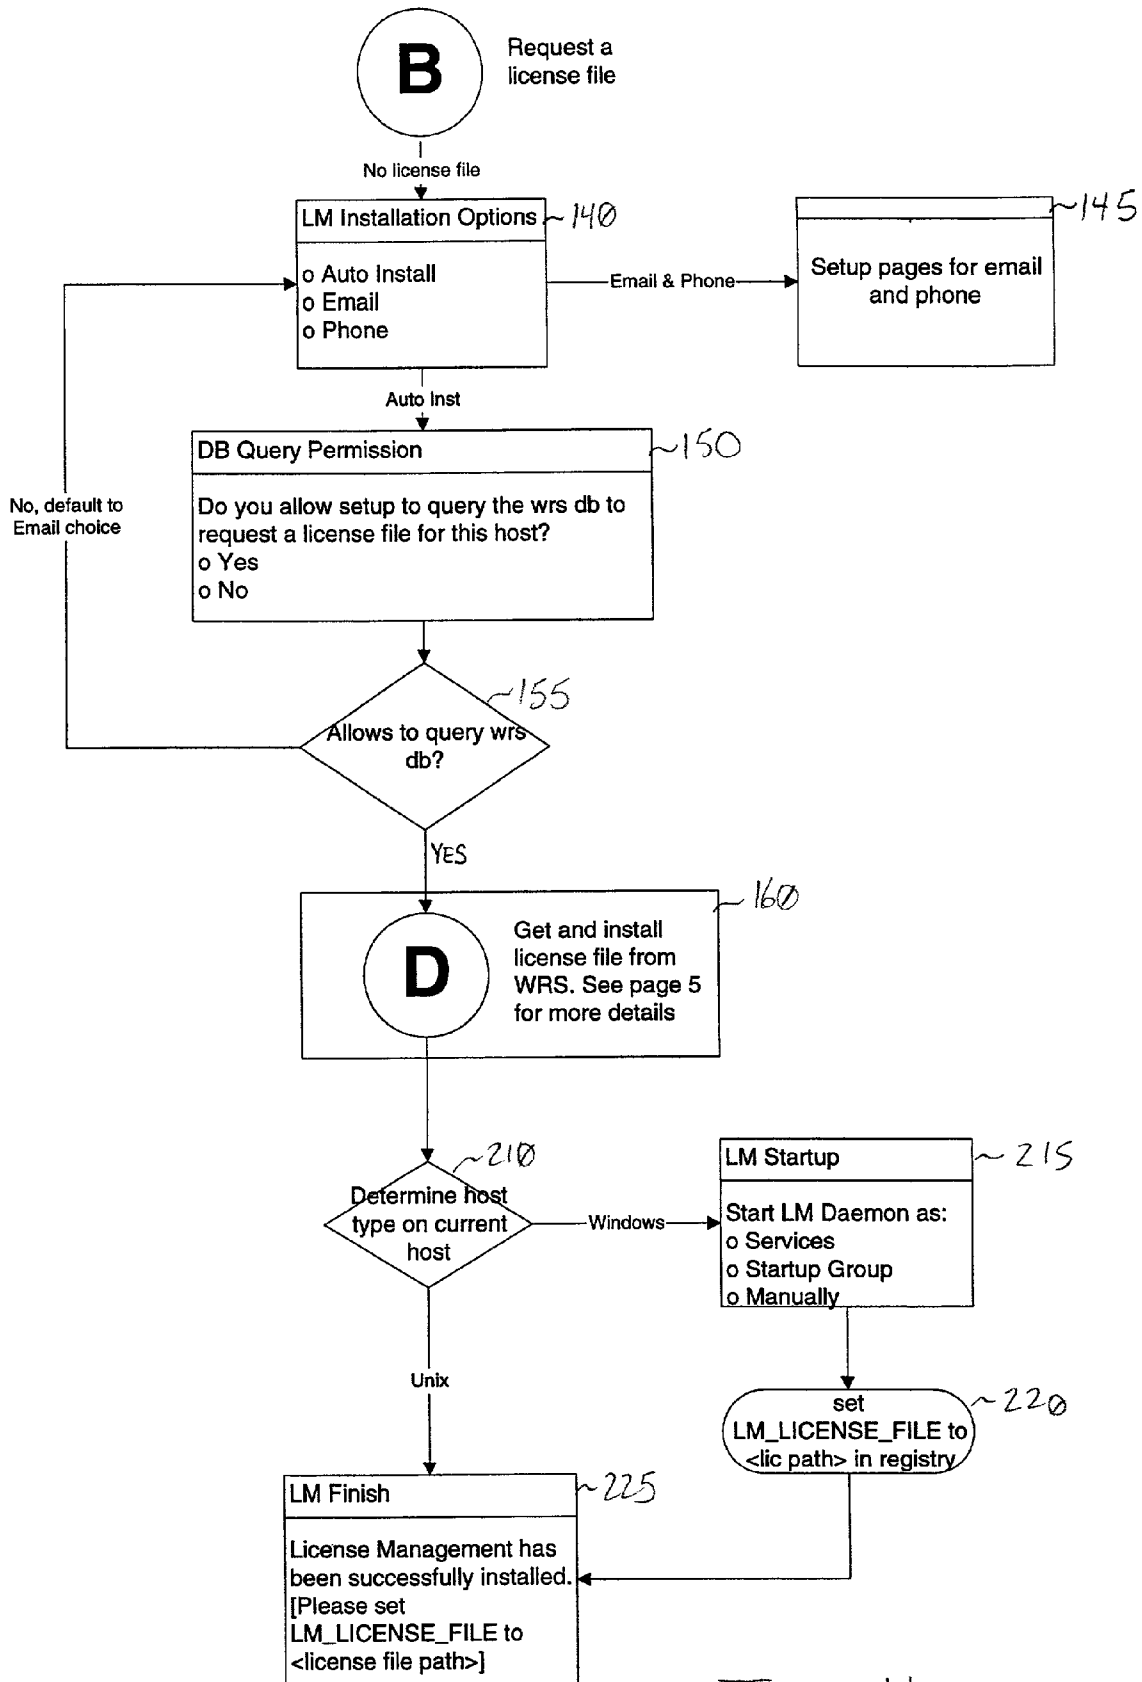 B
Request a
license file
No license file
LM Installation Options
140
o Auto Install
o Email
o Phone
Email & Phone
145
Setup pages for email
and phone
Auto Inst
DB Query Permission
150
Do you allow setup to query the wrs db to
request a license file for this host?
o Yes
o No
No, default to
Email choice
155
Allows to query wrs
db?
YES
160
D
Get and install
license file from
WRS. See page 5
for more details
210
Determine host
type on current
host
Windows
LM Startup
215
Start LM Daemon as:
o Services
o Startup Group
o Manually
Unix
220
set
LM_LICENSE_FILE to
<lic path> in registry
LM Finish
225
License Management has
been successfully installed.
[Please set
LM_LICENSE_FILE to
<license file path>]